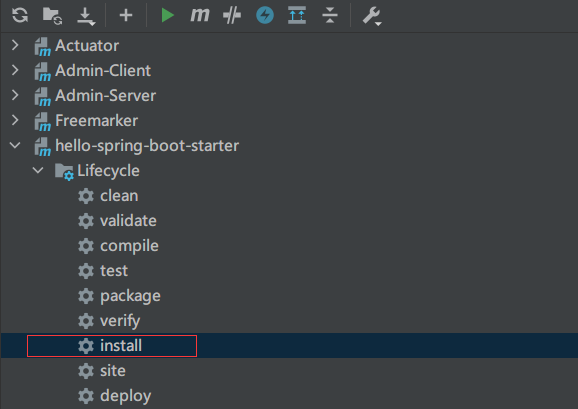 Actuator
Admin-Client
Admin-Server
Freemarker
hello-spring-boot-starter
Lifecycle
clean
validate
compile
test
package
verify
install
site
deploy